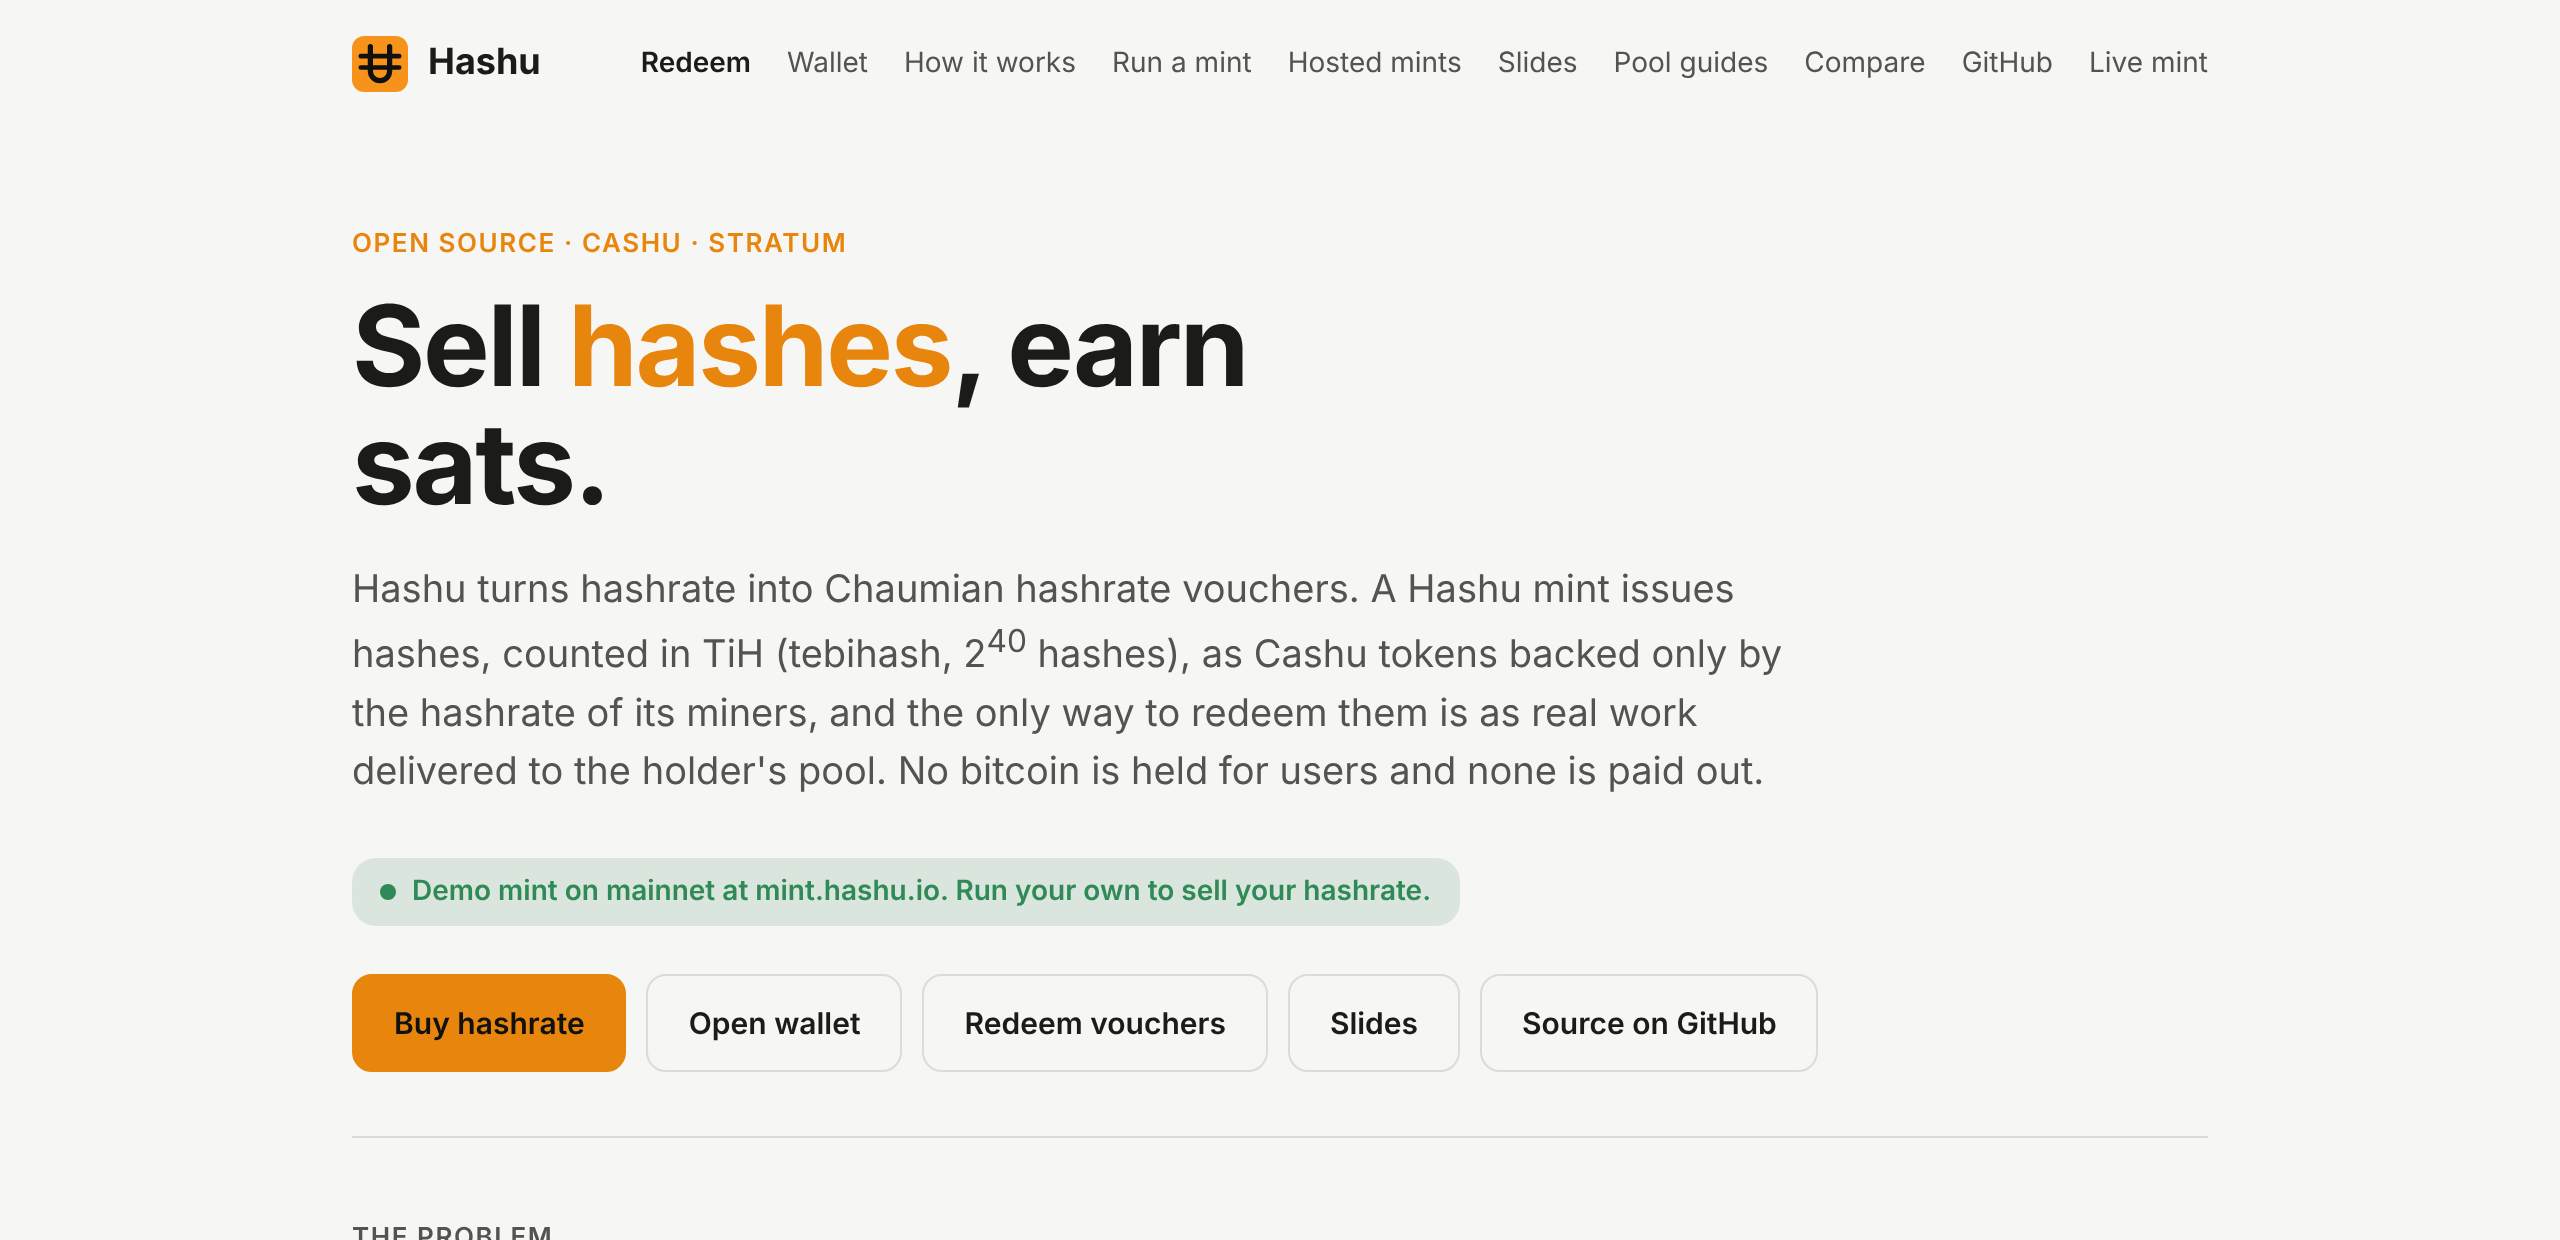 Hashu
Redeem Wallet How it works Run a mint Hosted mints Slides Pool guides Compare GitHub Live mint
OPEN SOURCE · CASHU · STRATUM
Sell hashes, earn
sats.
Hashu turns hashrate into Chaumian hashrate vouchers. A Hashu mint issues
hashes, counted in TiH (tebihash, 2⁴⁰ hashes), as Cashu tokens backed only by
the hashrate of its miners, and the only way to redeem them is as real work
delivered to the holder's pool. No bitcoin is held for users and none is paid out.
Demo mint on mainnet at mint.hashu.io. Run your own to sell your hashrate.
Buy hashrate Open wallet Redeem vouchers Slides Source on GitHub
THE PROBLEM